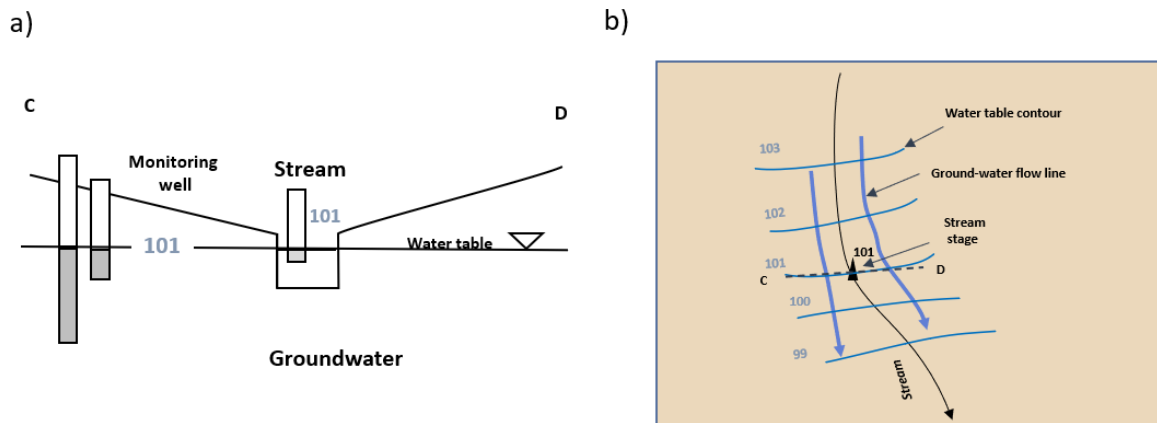 a)
C
D
Monitoring
well
Stream
101
101
Water table
Groundwater
b)
Water table contour
103
Ground-water flow line
102
Stream
stage
101
101
C
D
100
99
Stream